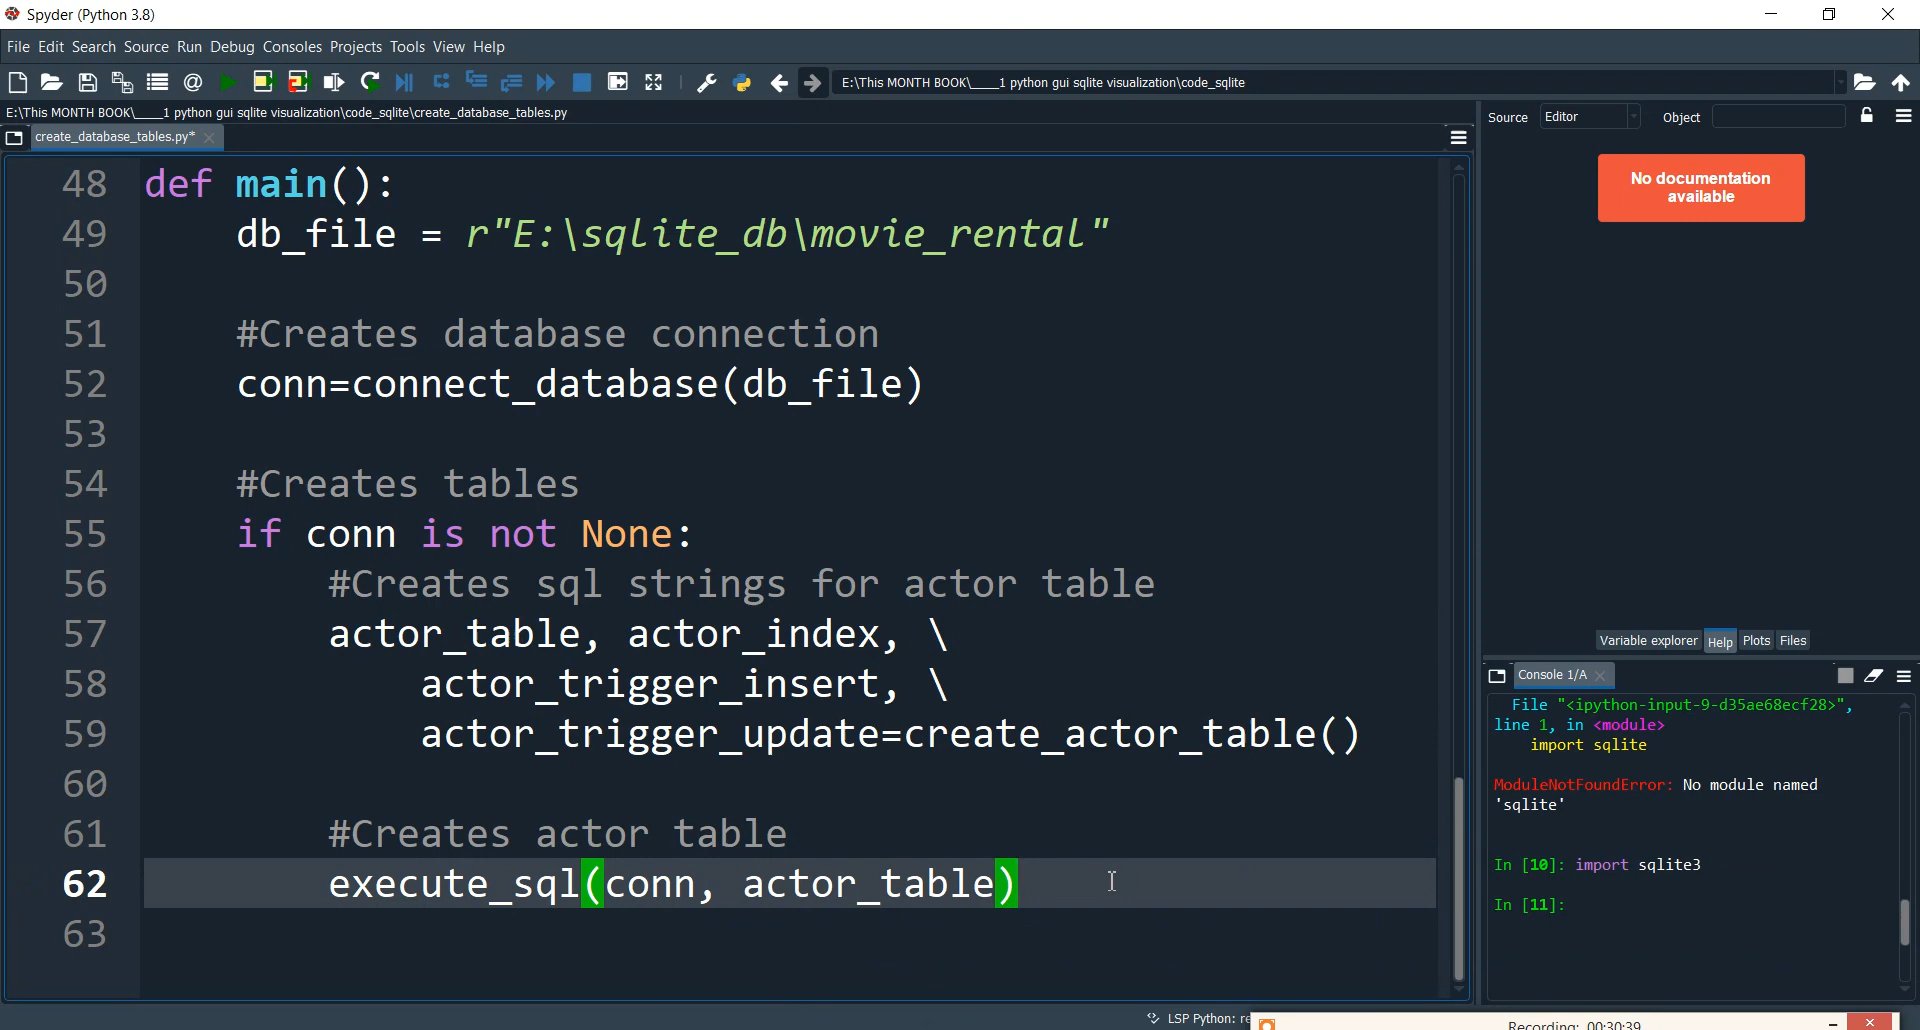 Spyder (Python 3.8)
File Edit Search Source Run Debug Consoles Projects Tools View Help
E:\This MONTH BOOK\____1 python gui sqlite visualization\code_sqlite
E:\This MONTH BOOK\____1 python gui sqlite visualization\code_sqlite\create_database_tables.py
create_database_tables.py*
48 def main():
49     db_file = r"E:\sqlite_db\movie_rental"
50
51     #Creates database connection
52     conn=connect_database(db_file)
53
54     #Creates tables
55     if conn is not None:
56         #Creates sql strings for actor table
57         actor_table, actor_index, \
58             actor_trigger_insert, \
59             actor_trigger_update=create_actor_table()
60
61         #Creates actor table
62         execute_sql(conn, actor_table)
63
Source Editor Object
No documentation
available
Variable explorer Help Plots Files
Console 1/A
File "<ipython-input-9-d35ae68ecf28>",
line 1, in <module>
import sqlite
ModuleNotFoundError: No module named
'sqlite'
In [10]: import sqlite3
In [11]:
LSP Python:
Recording: 00:30:39